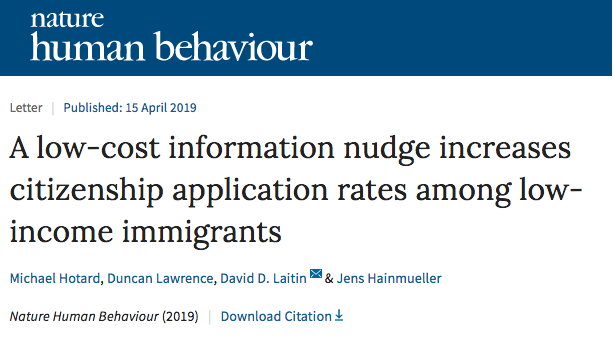 nature
human behaviour
Letter | Published: 15 April 2019
A low-cost information nudge increases
citizenship application rates among low-
income immigrants
Michael Hotard, Duncan Lawrence, David D. Laitin & Jens Hainmueller
Nature Human Behaviour (2019) | Download Citation